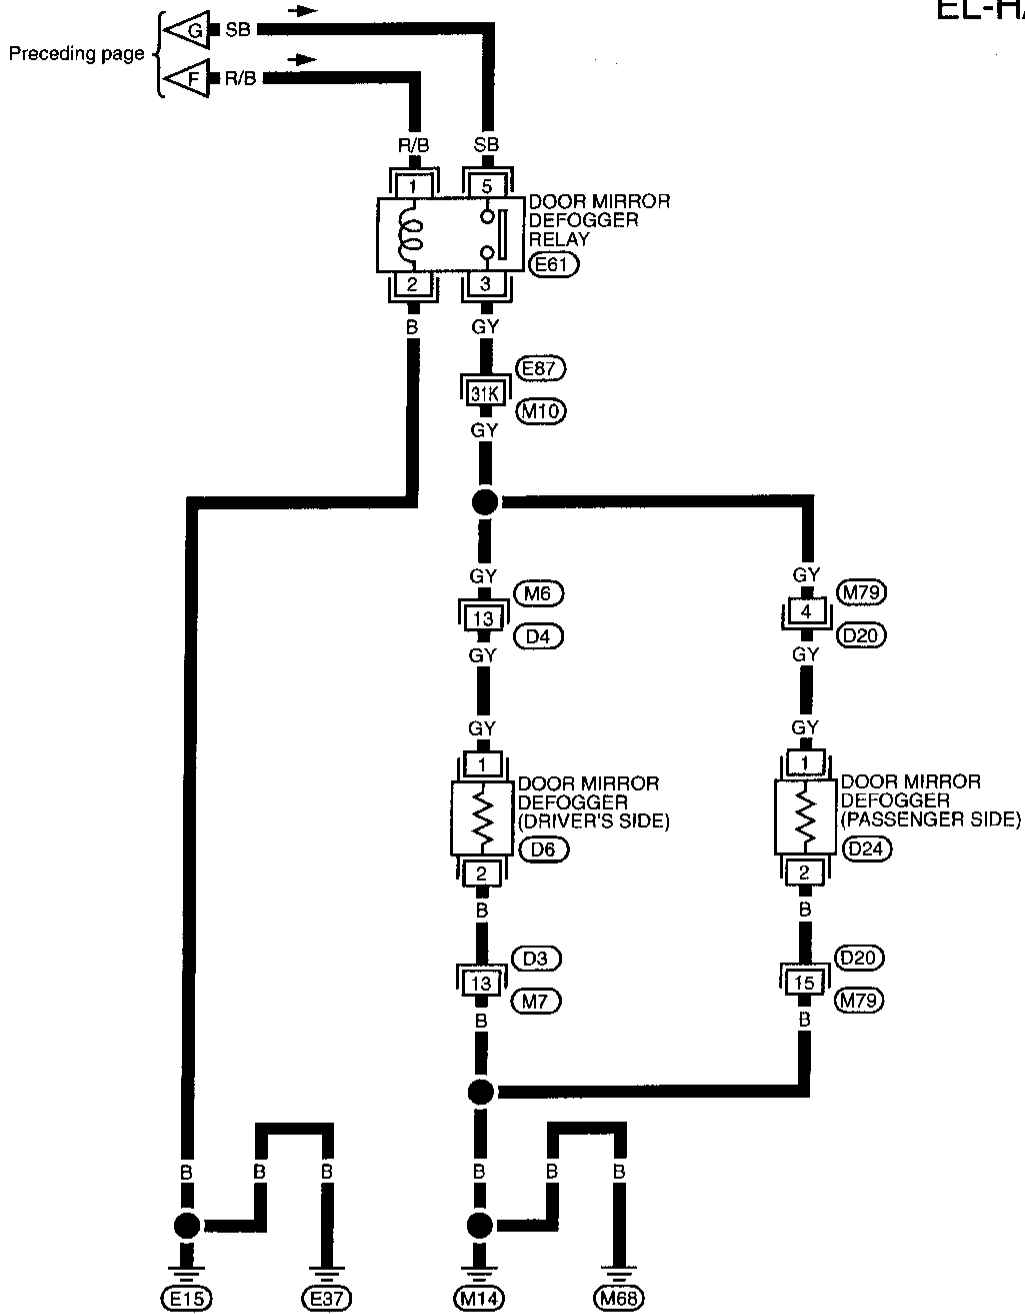 EL-HA
G SB
Preceding page
F R/B
R/B SB
1 5
DOOR MIRROR
DEFOGGER
RELAY
E61
2 3
B GY
E87
31K
M10
GY
GY GY
M6 M79
13 4
D4 D20
GY GY
GY GY
1 1
DOOR MIRROR
DEFOGGER
(DRIVER'S SIDE)
D6
DOOR MIRROR
DEFOGGER
(PASSENGER SIDE)
D24
2 2
B B
D3 D20
13 15
M7 M79
B B
B B B B B B
E15 E37 M14 M68